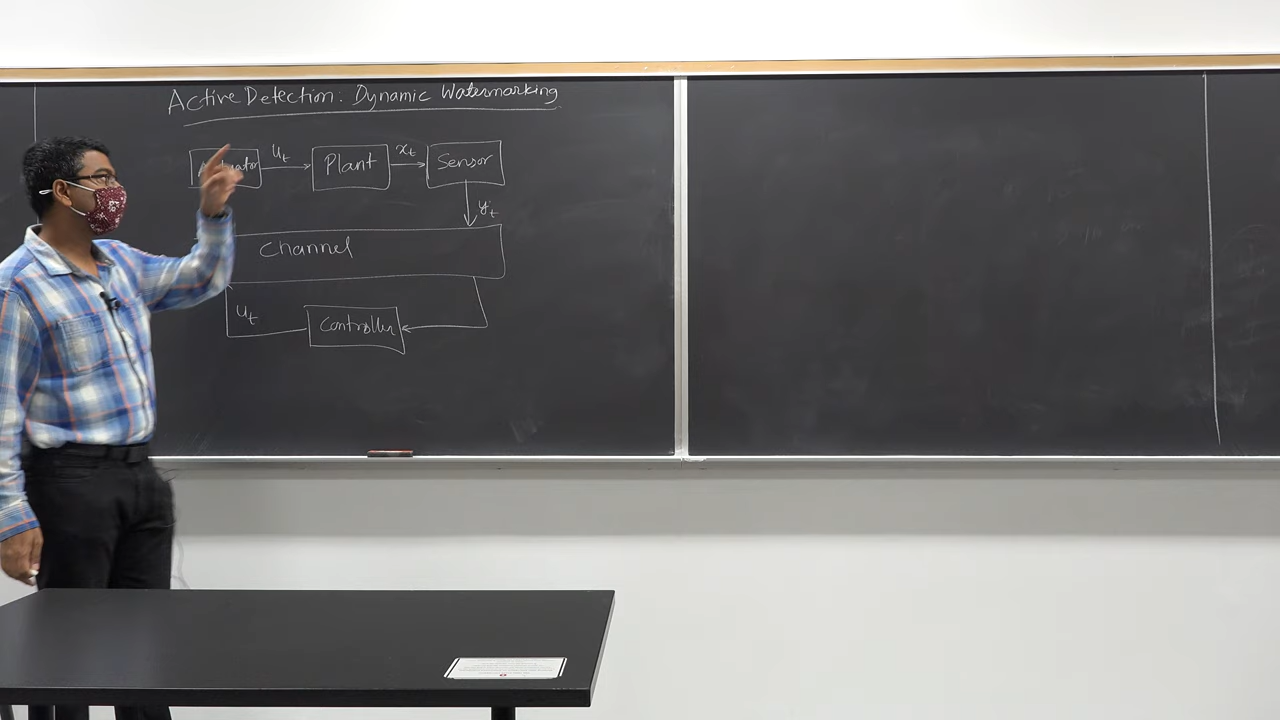 Active Detection: Dynamic Watermarking
u_t
Plant
x_t
Sensor
y_t
Channel
u_t
Controller